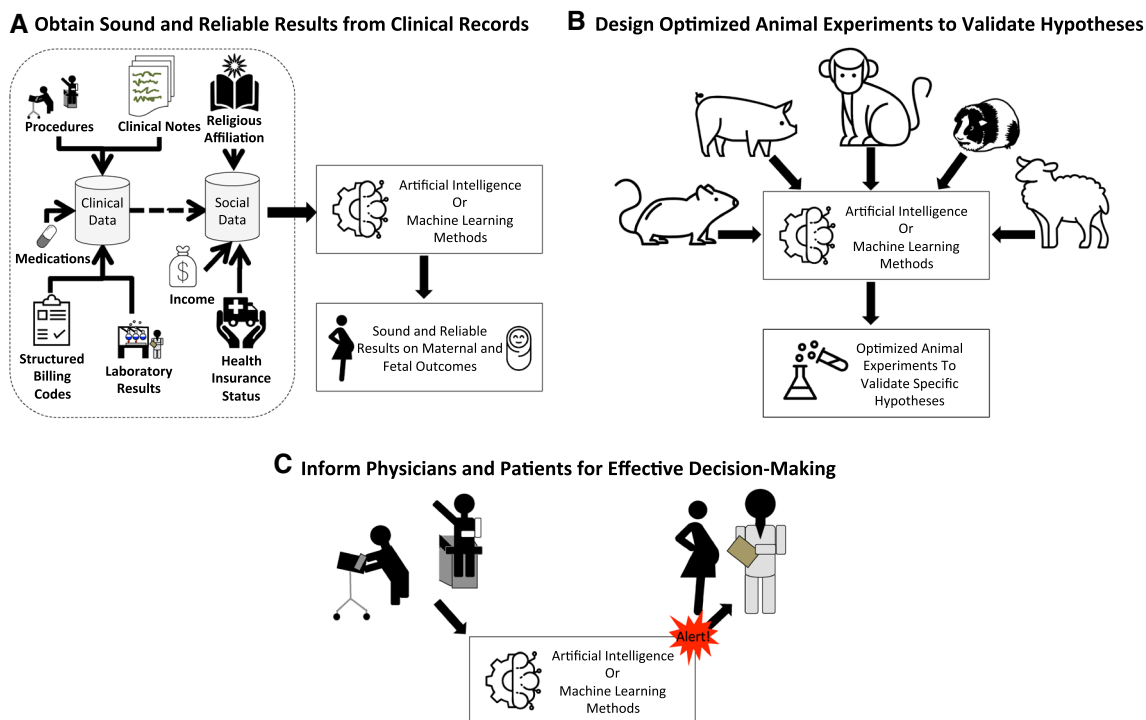 A Obtain Sound and Reliable Results from Clinical Records
Procedures
Clinical Notes
Religious
Affiliation
Clinical
Data
Social
Data
Medications
$
Income
Structured
Billing
Codes
Laboratory
Results
Health
Insurance
Status
Artificial Intelligence
Or
Machine Learning
Methods
Sound and Reliable
Results on Maternal and
Fetal Outcomes
B Design Optimized Animal Experiments to Validate Hypotheses
Artificial Intelligence
Or
Machine Learning
Methods
Optimized Animal
Experiments To
Validate Specific
Hypotheses
C Inform Physicians and Patients for Effective Decision-Making
Alert!
Artificial Intelligence
Or
Machine Learning
Methods